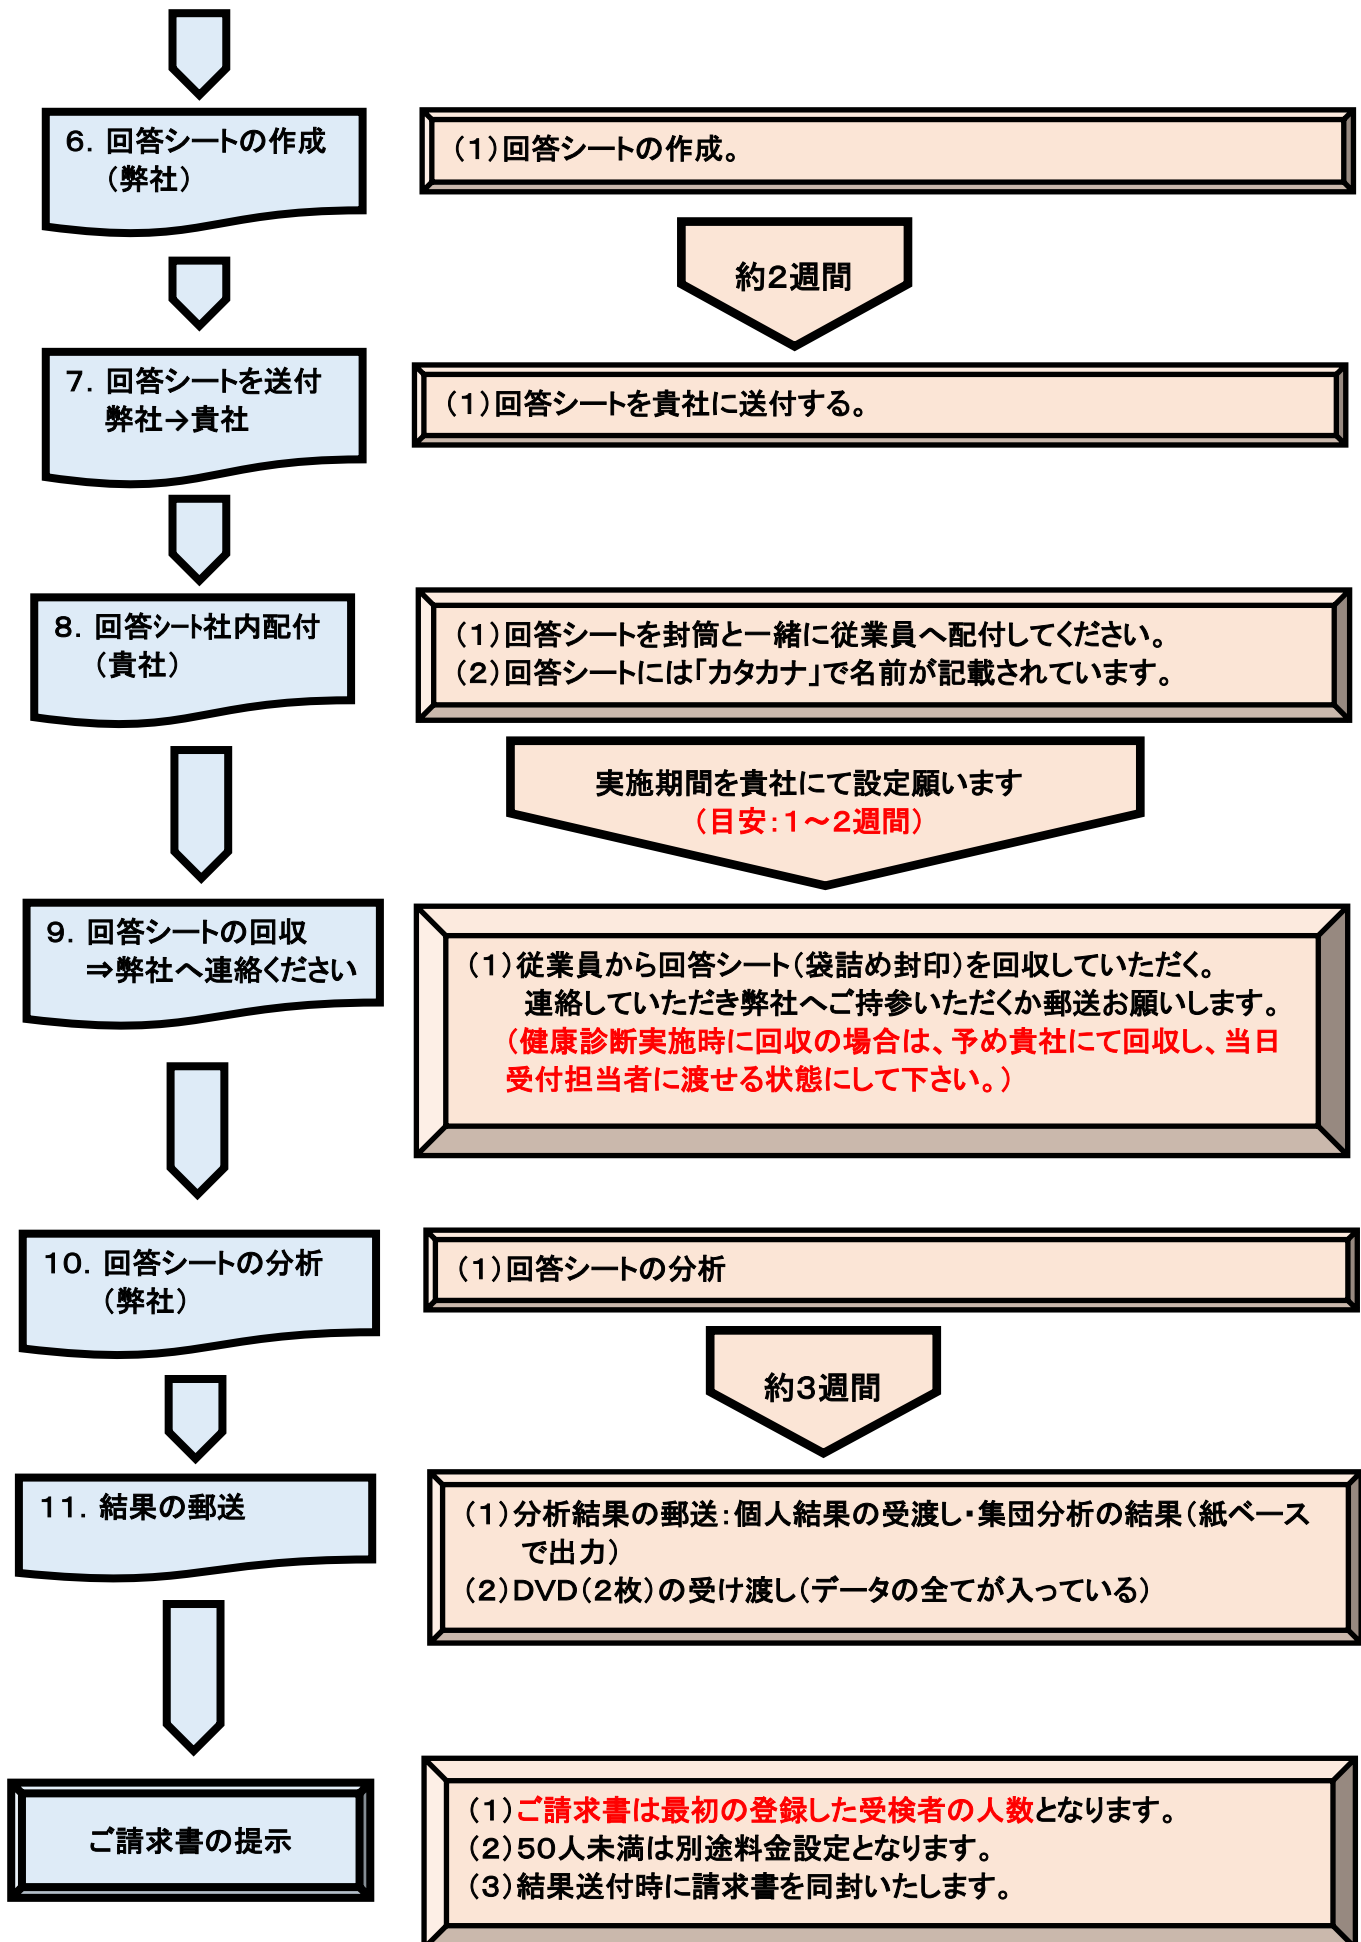 6．回答シートの作成
（弊社）
（1）回答シートの作成。
約2週間
7．回答シートを送付
弊社→貴社
（1）回答シートを貴社に送付する。
8．回答ｼｰﾄ社内配付
（貴社）
（1）回答シートを封筒と一緒に従業員へ配付してください。
（2）回答シートには「カタカナ」で名前が記載されています。
実施期間を貴社にて設定願います
（目安：1～2週間）
9．回答シートの回収
⇒弊社へ連絡ください
（1）従業員から回答シート（袋詰め封印）を回収していただく。
連絡していただき弊社へご持参いただくか郵送お願いします。
（健康診断実施時に回収の場合は、予め貴社にて回収し、当日
受付担当者に渡せる状態にして下さい。）
10．回答シートの分析
（弊社）
（1）回答シートの分析
約3週間
11．結果の郵送
（1）分析結果の郵送：個人結果の受渡し・集団分析の結果（紙ベース
で出力）
（2）DVD（2枚）の受け渡し（データの全てが入っている）
ご請求書の提示
（1）ご請求書は最初の登録した受検者の人数となります。
（2）50人未満は別途料金設定となります。
（3）結果送付時に請求書を同封いたします。